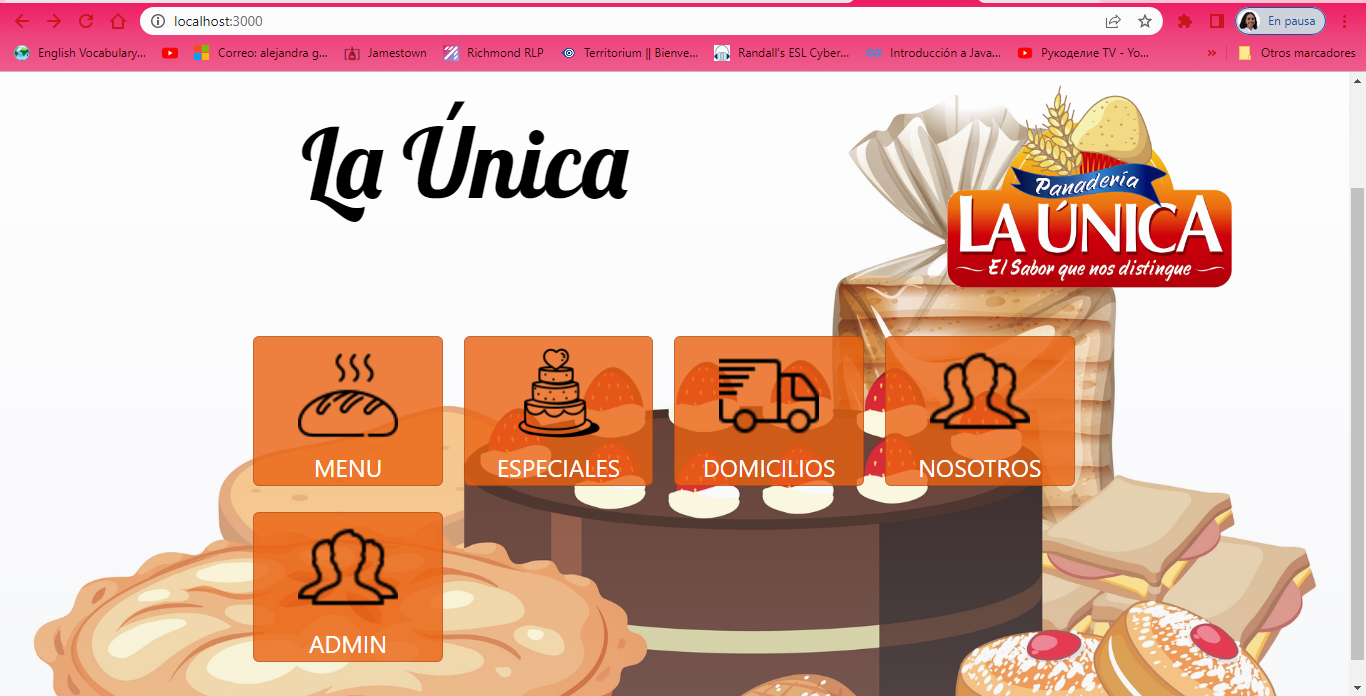 localhost:3000
En pausa
English Vocabulary...
Correo: alejandra g...
Jamestown
Richmond RLP
Territorium || Bienve...
Randall's ESL Cyber...
Introducción a Java...
Рукоделие TV - Yo...
»
Otros marcadores
La Única
Panadería
LA ÚNICA
El Sabor que nos distingue
MENU
ESPECIALES
DOMICILIOS
NOSOTROS
ADMIN